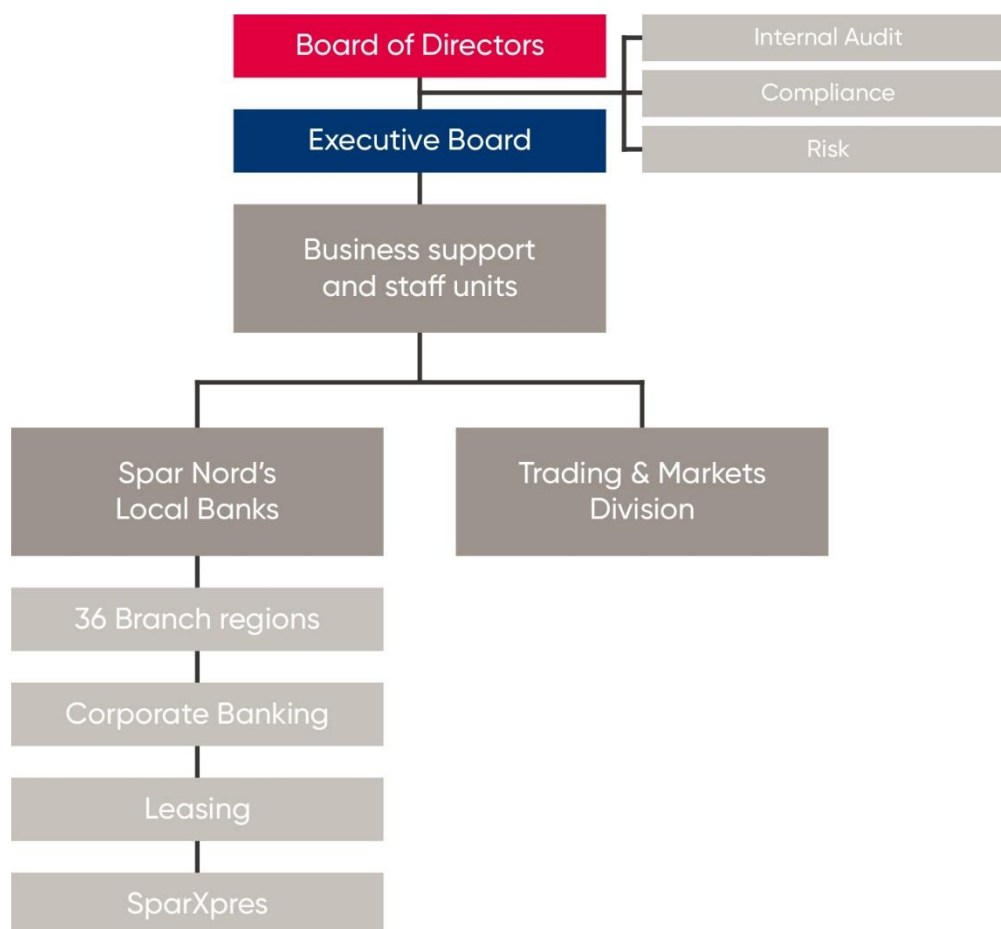 Board of Directors
Internal Audit
Compliance
Executive Board
Risk
Business support
and staff units
Spar Nord’s
Local Banks
Trading & Markets
Division
36 Branch regions
Corporate Banking
Leasing
SparXpres